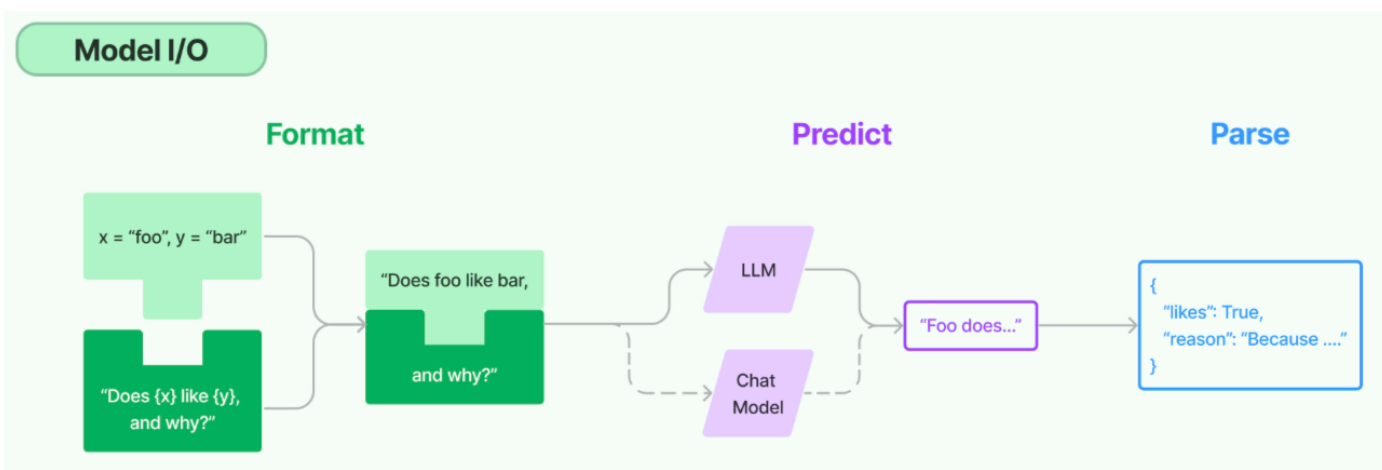 Model I/O
Format
Predict
Parse
x = “foo”, y = “bar”
“Does {x} like {y},
and why?”
“Does foo like bar,
and why?”
LLM
Chat
Model
“Foo does...”
{
“likes”: True,
“reason”: “Because ....”
}